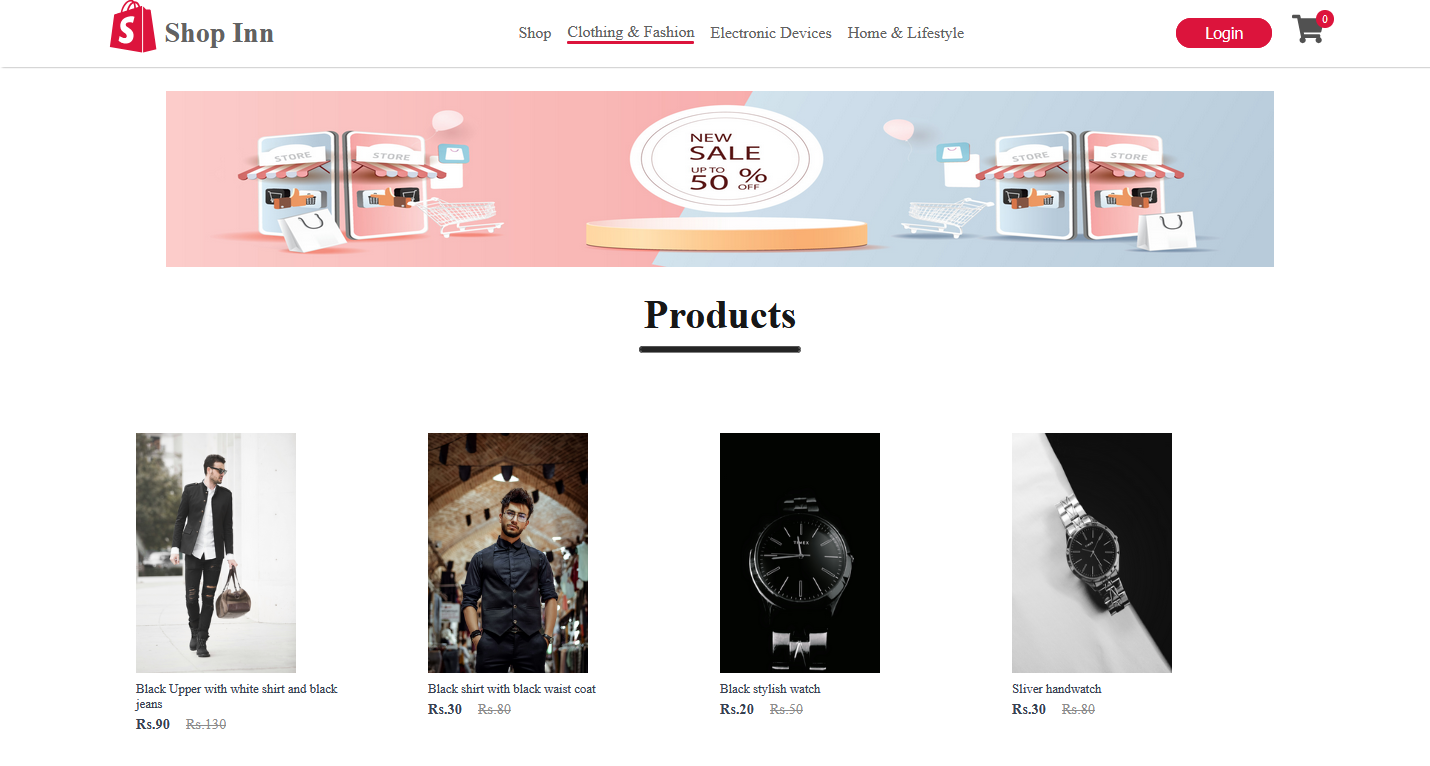 S Shop Inn
Shop Clothing & Fashion Electronic Devices Home & Lifestyle
Login
0
STORE STORE
NEW
SALE
UP TO
50 % OFF
STORE STORE
Products
TIMEX
Black Upper with white shirt and black
jeans
Rs.90 Rs.130
Black shirt with black waist coat
Rs.30 Rs.80
Black stylish watch
Rs.20 Rs.50
Sliver handwatch
Rs.30 Rs.80